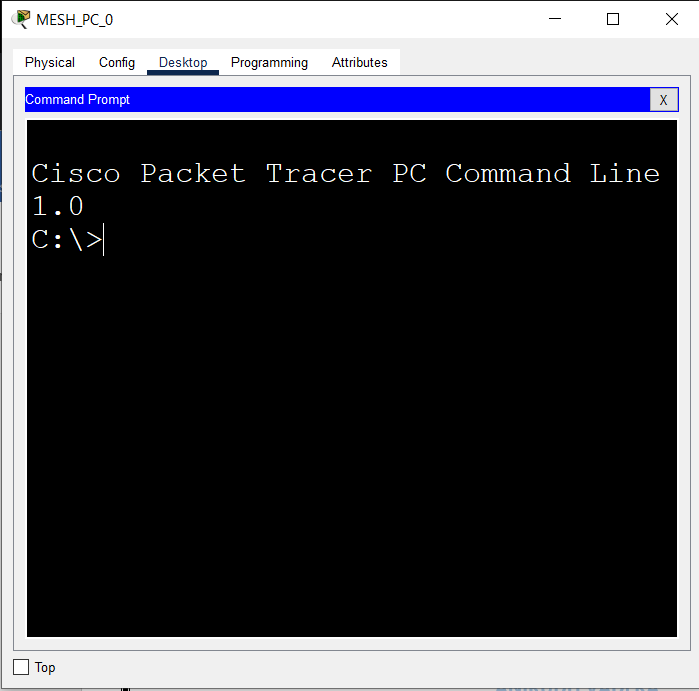 MESH_PC_0
Physical Config Desktop Programming Attributes
Command Prompt X
Cisco Packet Tracer PC Command Line
1.0
C:\>
Top